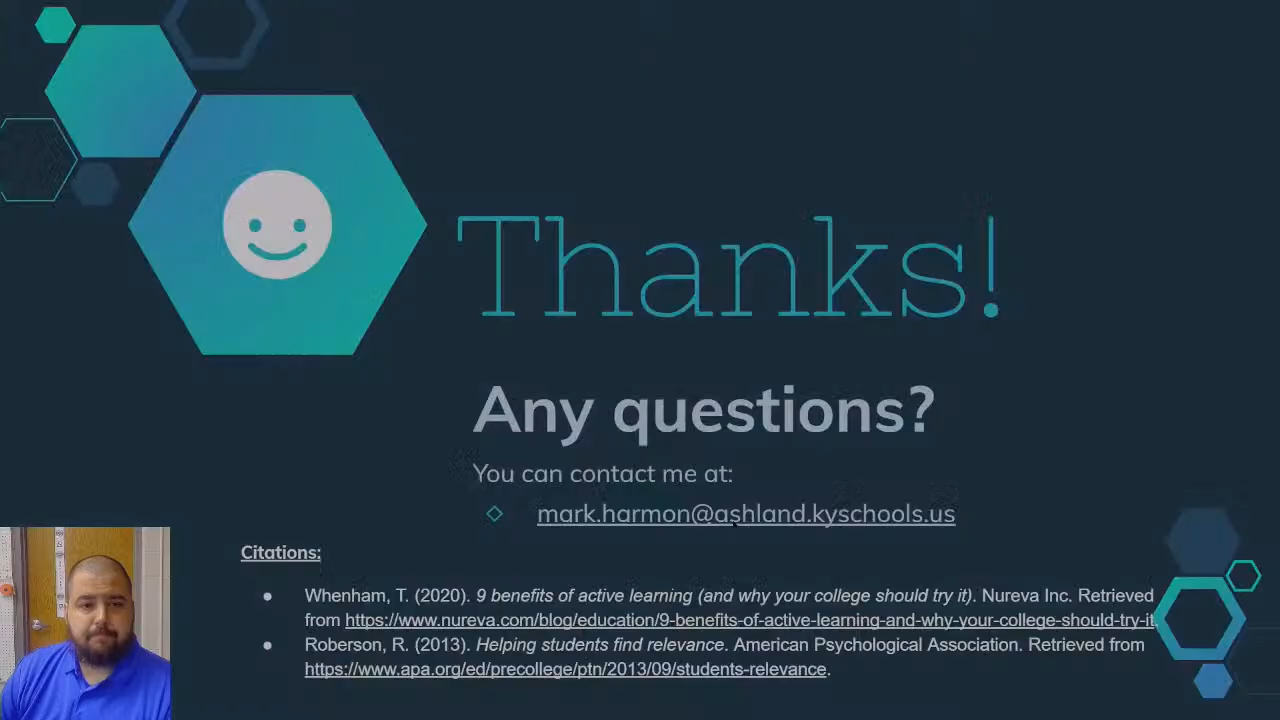 Thanks!
Any questions?
You can contact me at:
mark.harmon@ashland.kyschools.us
Citations:
● Whenham, T. (2020). 9 benefits of active learning (and why your college should try it). Nureva Inc. Retrieved
from https://www.nureva.com/blog/education/9-benefits-of-active-learning-and-why-your-college-should-try-it.
● Roberson, R. (2013). Helping students find relevance. American Psychological Association. Retrieved from
https://www.apa.org/ed/precollege/ptn/2013/09/students-relevance.